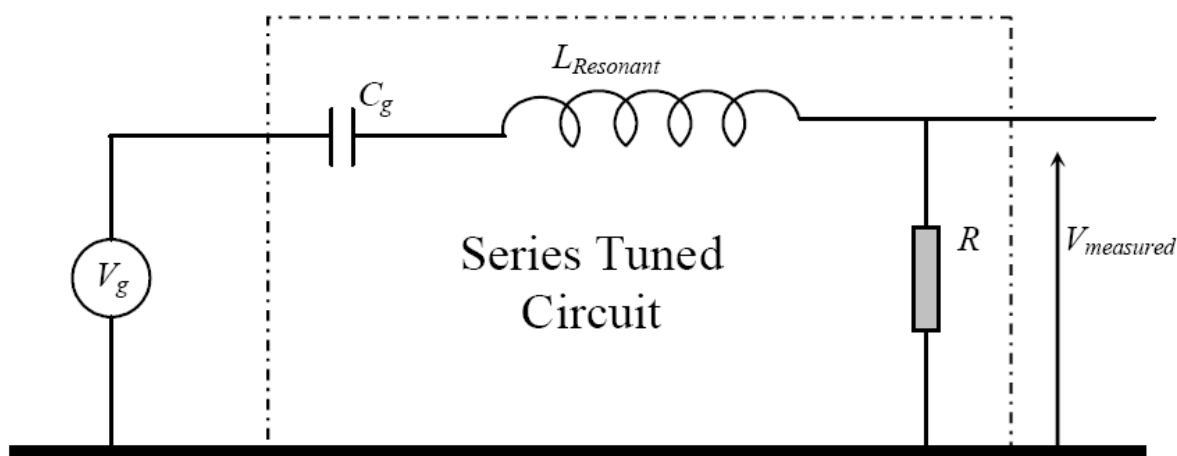 L_Resonant
C_g
V_g
Series Tuned
Circuit
R
V_measured